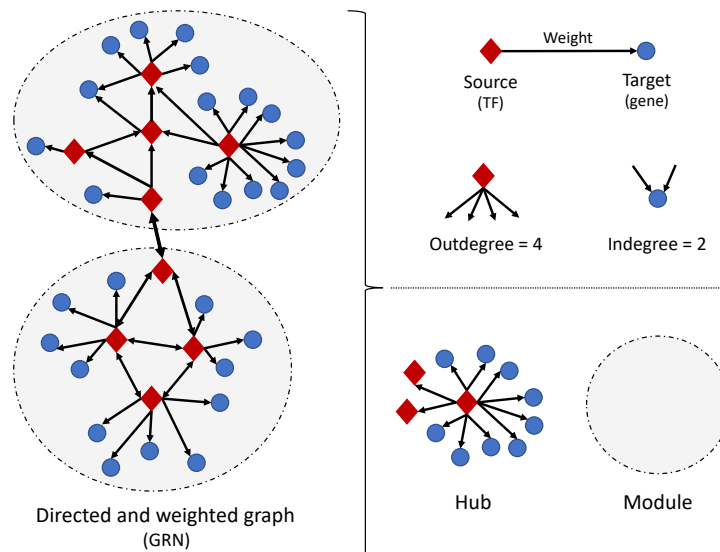 Weight
Source
(TF)
Target
(gene)
Outdegree = 4
Indegree = 2
Hub
Module
Directed and weighted graph
(GRN)